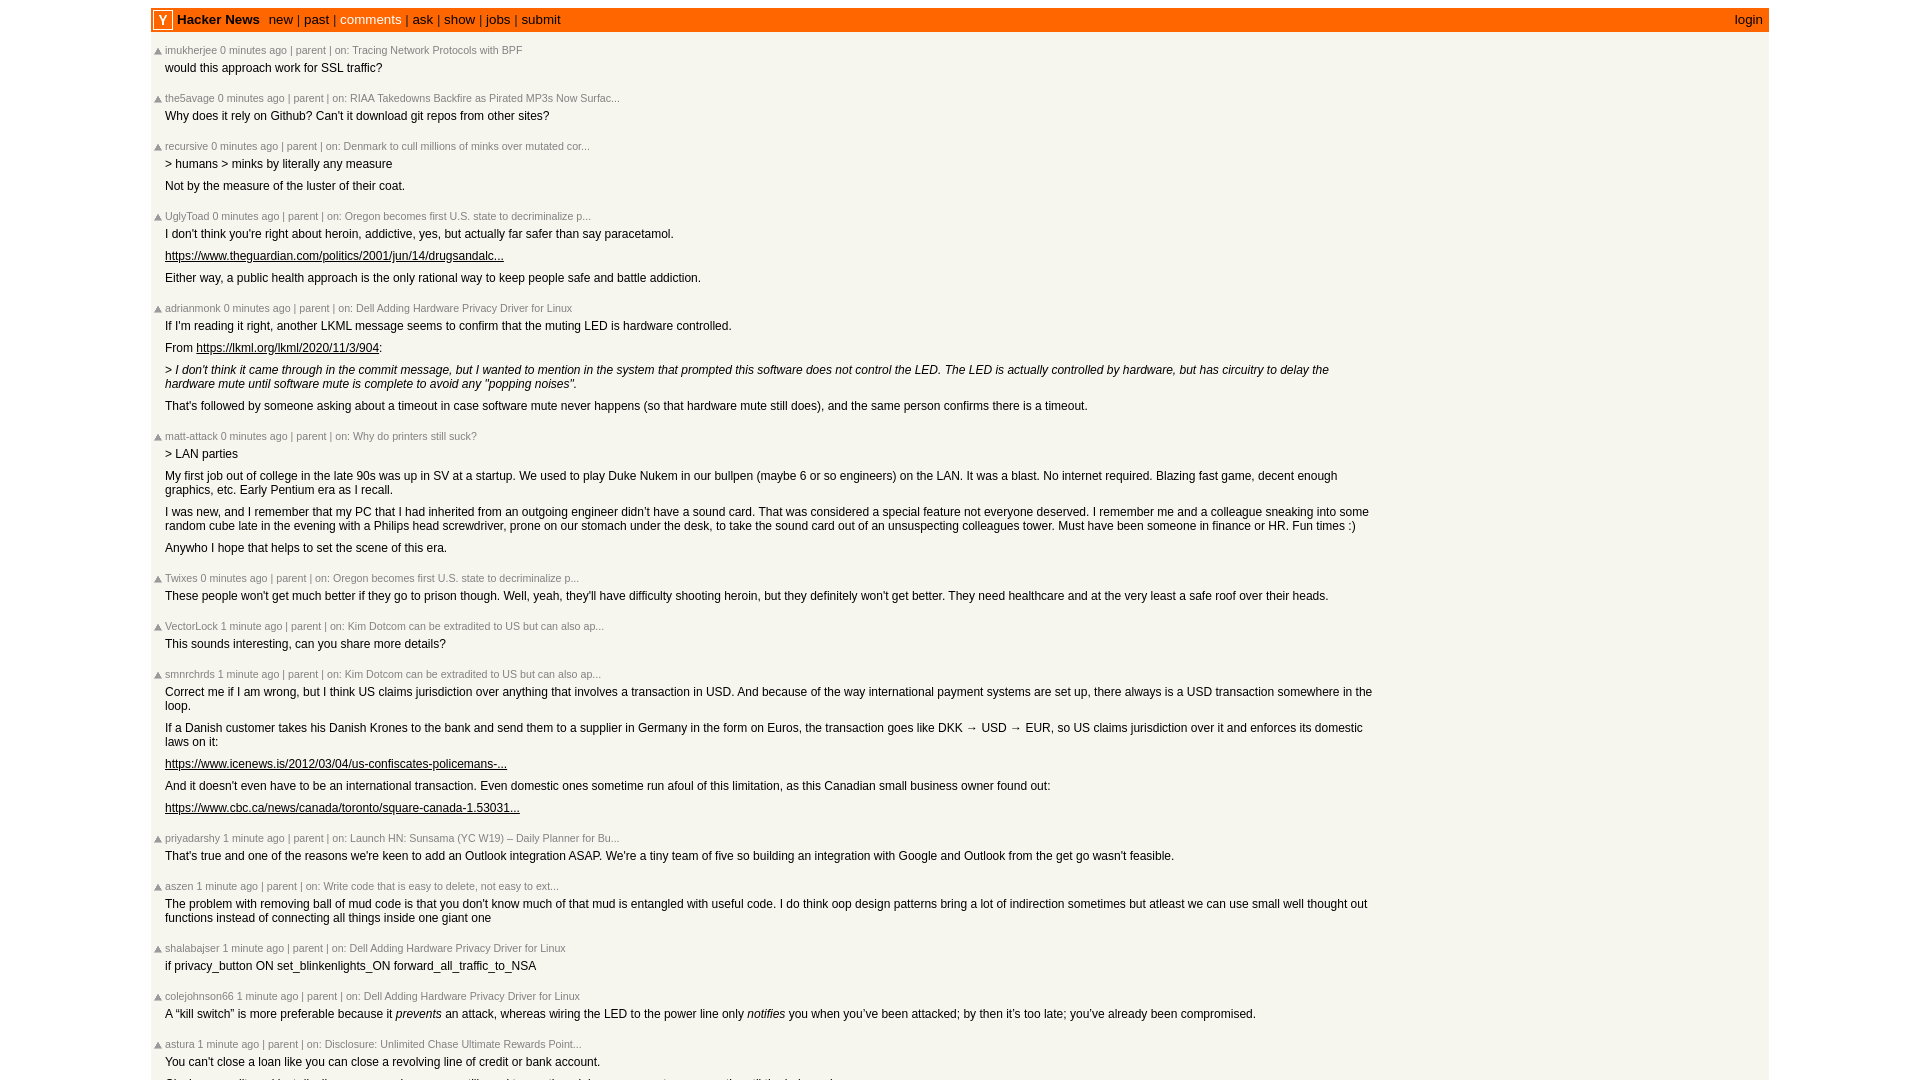 Y Hacker News new | past | comments | ask | show | jobs | submit login
imukherjee 0 minutes ago | parent | on: Tracing Network Protocols with BPF
would this approach work for SSL traffic?
the5avage 0 minutes ago | parent | on: RIAA Takedowns Backfire as Pirated MP3s Now Surfac...
Why does it rely on Github? Can't it download git repos from other sites?
recursive 0 minutes ago | parent | on: Denmark to cull millions of minks over mutated cor...
> humans > minks by literally any measure
Not by the measure of the luster of their coat.
UglyToad 0 minutes ago | parent | on: Oregon becomes first U.S. state to decriminalize p...
I don't think you're right about heroin, addictive, yes, but actually far safer than say paracetamol.
https://www.theguardian.com/politics/2001/jun/14/drugsandalc...
Either way, a public health approach is the only rational way to keep people safe and battle addiction.
adrianmonk 0 minutes ago | parent | on: Dell Adding Hardware Privacy Driver for Linux
If I'm reading it right, another LKML message seems to confirm that the muting LED is hardware controlled.
From https://lkml.org/lkml/2020/11/3/904:
> I don't think it came through in the commit message, but I wanted to mention in the system that prompted this software does not control the LED. The LED is actually controlled by hardware, but has circuitry to delay the
hardware mute until software mute is complete to avoid any "popping noises".
That's followed by someone asking about a timeout in case software mute never happens (so that hardware mute still does), and the same person confirms there is a timeout.
matt-attack 0 minutes ago | parent | on: Why do printers still suck?
> LAN parties
My first job out of college in the late 90s was up in SV at a startup. We used to play Duke Nukem in our bullpen (maybe 6 or so engineers) on the LAN. It was a blast. No internet required. Blazing fast game, decent enough
graphics, etc. Early Pentium era as I recall.
I was new, and I remember that my PC that I had inherited from an outgoing engineer didn’t have a sound card. That was considered a special feature not everyone deserved. I remember me and a colleague sneaking into some
random cube late in the evening with a Philips head screwdriver, prone on our stomach under the desk, to take the sound card out of an unsuspecting colleagues tower. Must have been someone in finance or HR. Fun times :)
Anywho I hope that helps to set the scene of this era.
Twixes 0 minutes ago | parent | on: Oregon becomes first U.S. state to decriminalize p...
These people won't get much better if they go to prison though. Well, yeah, they'll have difficulty shooting heroin, but they definitely won't get better. They need healthcare and at the very least a safe roof over their heads.
VectorLock 1 minute ago | parent | on: Kim Dotcom can be extradited to US but can also ap...
This sounds interesting, can you share more details?
smnrchrds 1 minute ago | parent | on: Kim Dotcom can be extradited to US but can also ap...
Correct me if I am wrong, but I think US claims jurisdiction over anything that involves a transaction in USD. And because of the way international payment systems are set up, there always is a USD transaction somewhere in the
loop.
If a Danish customer takes his Danish Krones to the bank and send them to a supplier in Germany in the form on Euros, the transaction goes like DKK → USD → EUR, so US claims jurisdiction over it and enforces its domestic
laws on it:
https://www.icenews.is/2012/03/04/us-confiscates-policemans-...
And it doesn't even have to be an international transaction. Even domestic ones sometime run afoul of this limitation, as this Canadian small business owner found out:
https://www.cbc.ca/news/canada/toronto/square-canada-1.53031...
priyadarshy 1 minute ago | parent | on: Launch HN: Sunsama (YC W19) – Daily Planner for Bu...
That's true and one of the reasons we're keen to add an Outlook integration ASAP. We're a tiny team of five so building an integration with Google and Outlook from the get go wasn't feasible.
aszen 1 minute ago | parent | on: Write code that is easy to delete, not easy to ext...
The problem with removing ball of mud code is that you don't know much of that mud is entangled with useful code. I do think oop design patterns bring a lot of indirection sometimes but atleast we can use small well thought out
functions instead of connecting all things inside one giant one
shalabajser 1 minute ago | parent | on: Dell Adding Hardware Privacy Driver for Linux
if privacy_button ON set_blinkenlights_ON forward_all_traffic_to_NSA
colejohnson66 1 minute ago | parent | on: Dell Adding Hardware Privacy Driver for Linux
A “kill switch” is more preferable because it prevents an attack, whereas wiring the LED to the power line only notifies you when you’ve been attacked; by then it’s too late; you’ve already been compromised.
astura 1 minute ago | parent | on: Disclosure: Unlimited Chase Ultimate Rewards Point...
You can't close a loan like you can close a revolving line of credit or bank account.